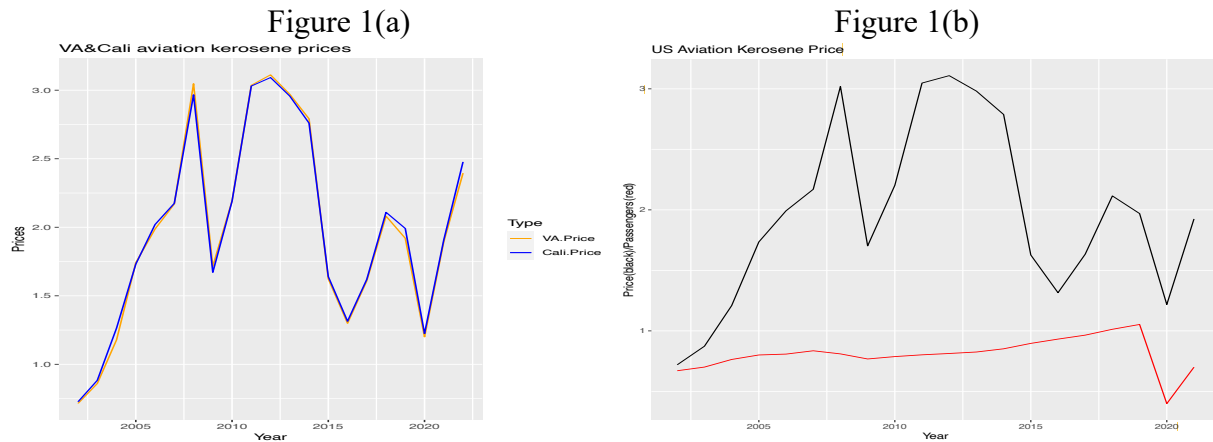 Figure 1(a)
VA&Cali aviation kerosene prices
Prices
3.0
2.5
2.0
1.5
1.0
2005
2010
2015
2020
Year
Type
VA.Price
Cali.Price
Figure 1(b)
US Aviation Kerosene Price
Price(black)/Passengers(red)
3
2
1
2005
2010
2015
2020
Year